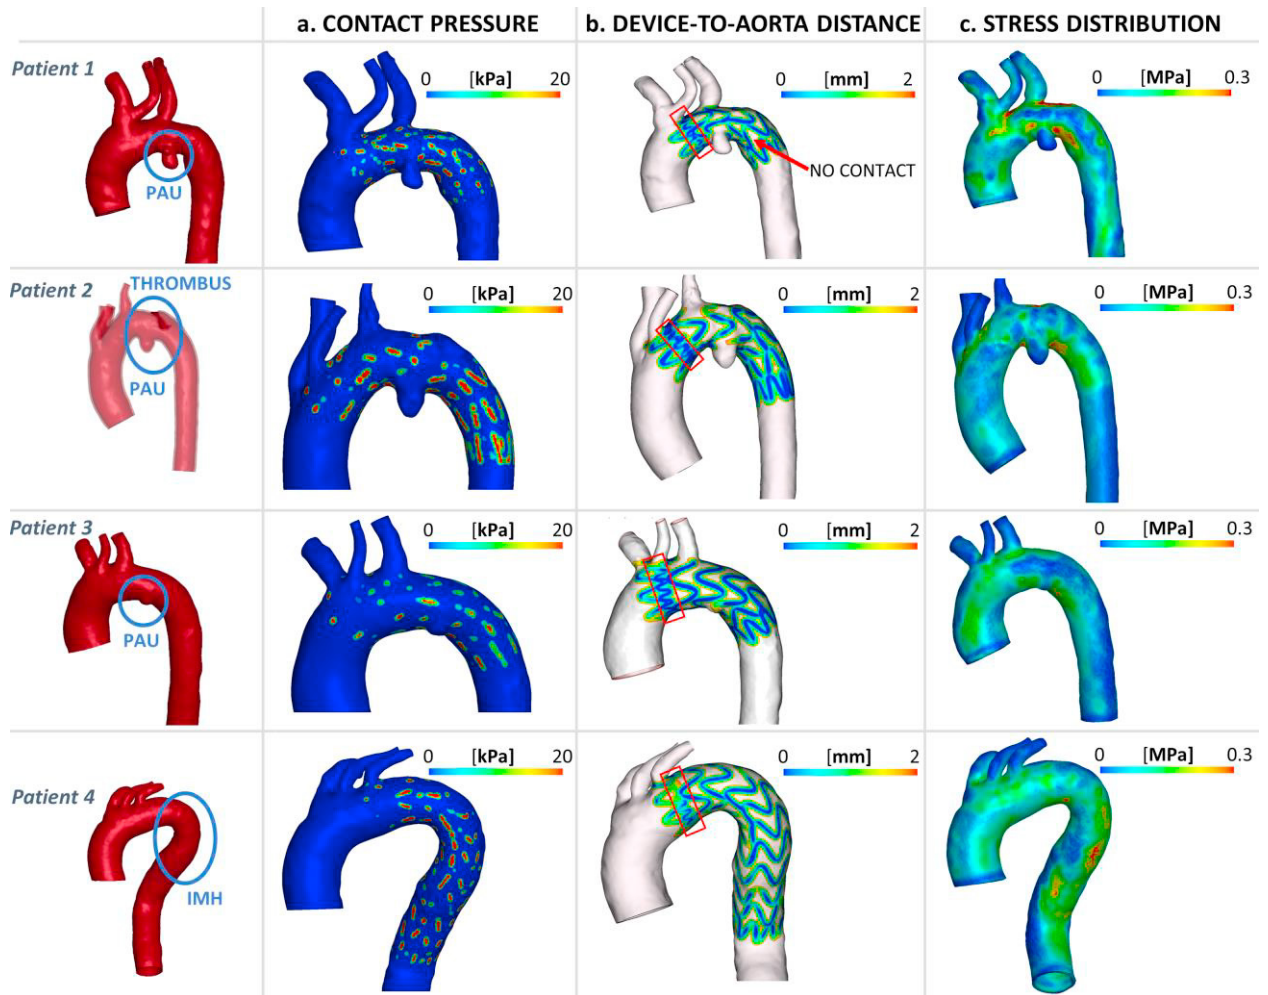 a. CONTACT PRESSURE b. DEVICE-TO-AORTA DISTANCE c. STRESS DISTRIBUTION
Patient 1
PAU
0 [kPa] 20
0 [mm] 2
NO CONTACT
0 [MPa] 0.3
Patient 2
THROMBUS
PAU
0 [kPa] 20
0 [mm] 2
0 [MPa] 0.3
Patient 3
PAU
0 [kPa] 20
0 [mm] 2
0 [MPa] 0.3
Patient 4
IMH
0 [kPa] 20
0 [mm] 2
0 [MPa] 0.3